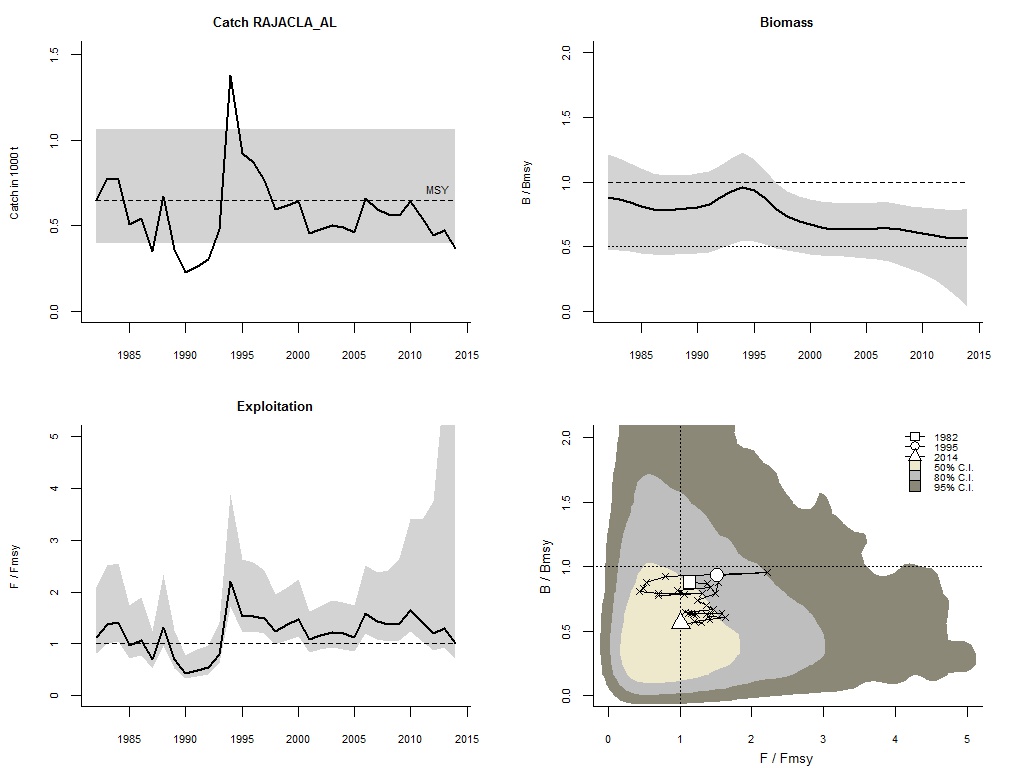 Catch RAJACLA_AL
Catch in 1000 t
1.5
1.0
0.5
0.0
MSY
1985 1990 1995 2000 2005 2010 2015
Biomass
B / Bmsy
2.0
1.5
1.0
0.5
0.0
1985 1990 1995 2000 2005 2010 2015
Exploitation
F / Fmsy
5
4
3
2
1
0
1985 1990 1995 2000 2005 2010 2015
B / Bmsy
2.0
1.5
1.0
0.5
0.0
1982
1995
2014
50% C.I.
80% C.I.
95% C.I.
0 1 2 3 4 5
F / Fmsy